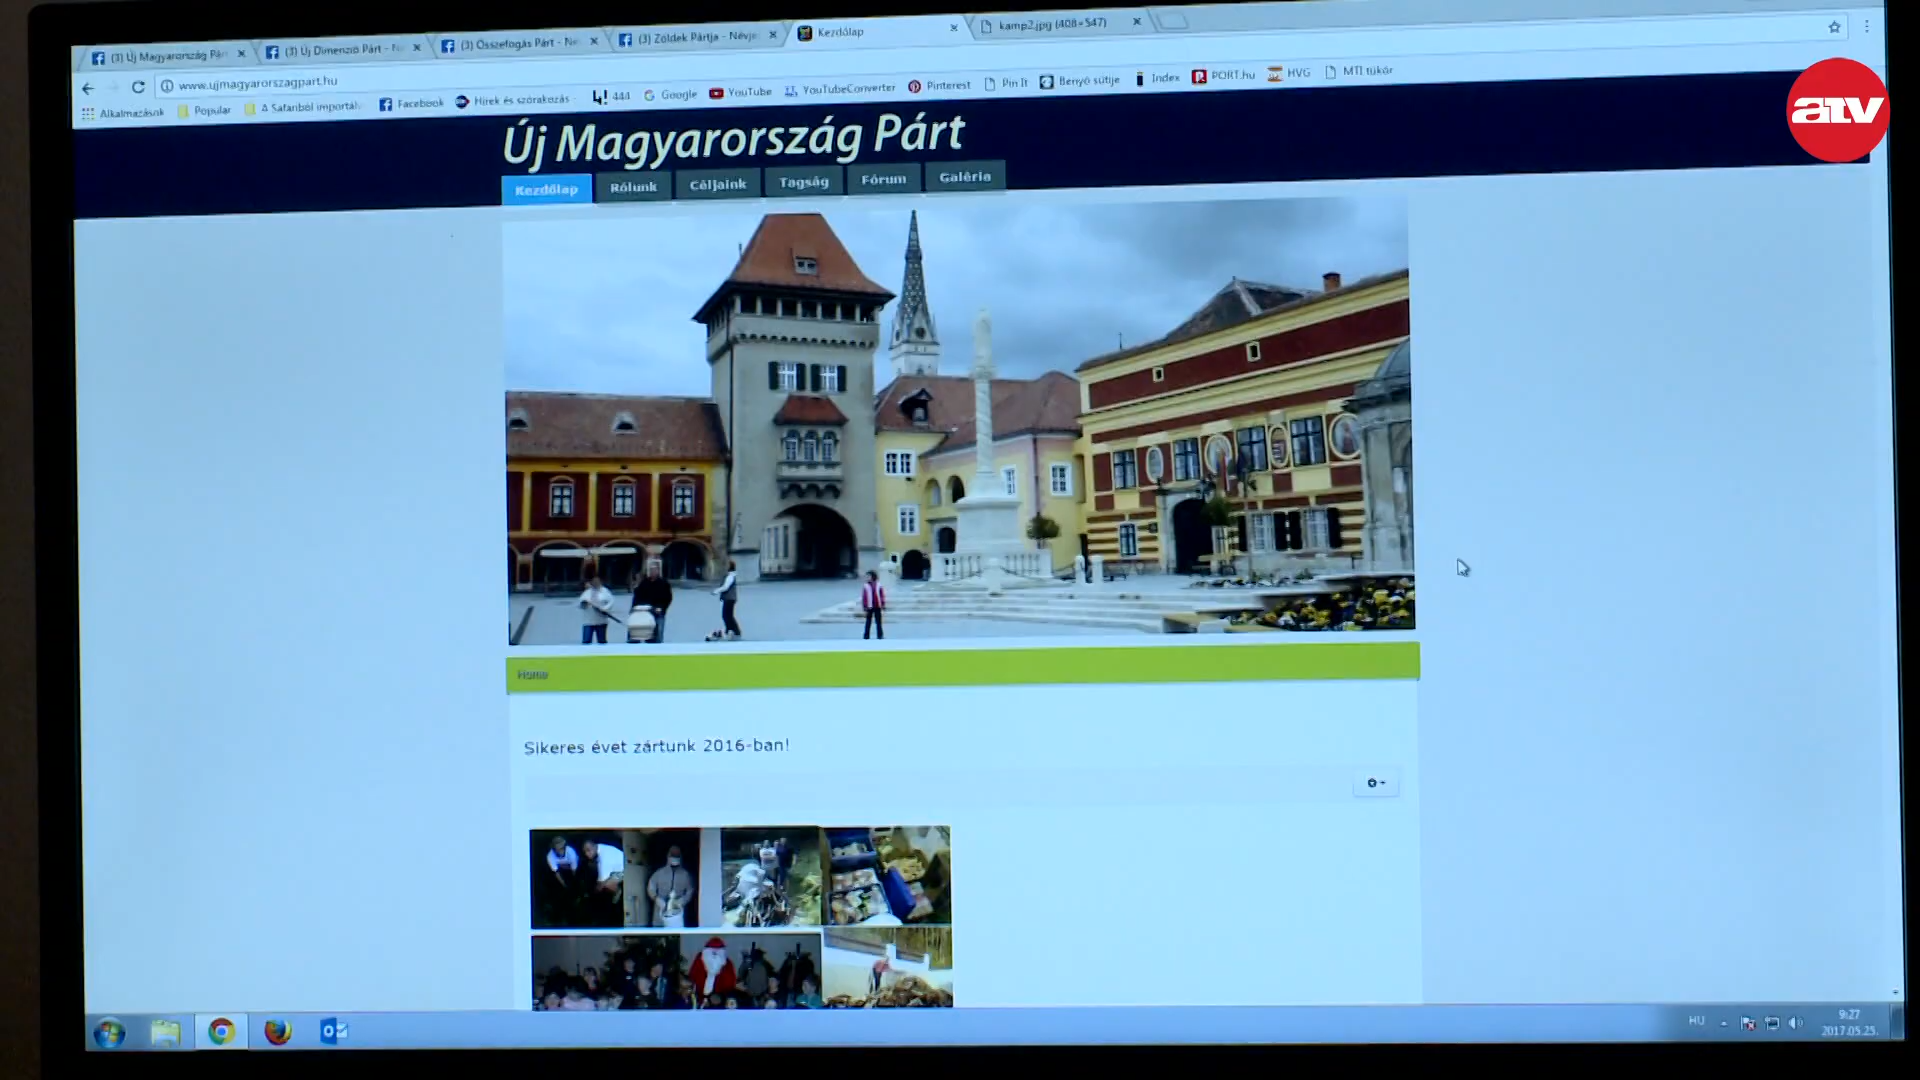 (3) Új Magyarország Párt
(3) Új Dimenzió Párt - N
(3) Összefogás Párt - Né
(3) Zöldek Pártja - Névje
Kezdőlap
kamp2.jpg (408×547)
www.ujmagyarorszagpart.hu
Alkalmazások
Popular
A Safariból importálv
Facebook
Hírek és szórakozás
444
Google
YouTube
YouTubeConverter
Pinterest
Pin It
Benyó sütije
Index
PORT.hu
HVG
MTI tükör
atv
Új Magyarország Párt
Kezdőlap
Rólunk
Céljaink
Tagság
Fórum
Galéria
Home
Sikeres évet zártunk 2016-ban!
HU
9:27
2017.05.25.